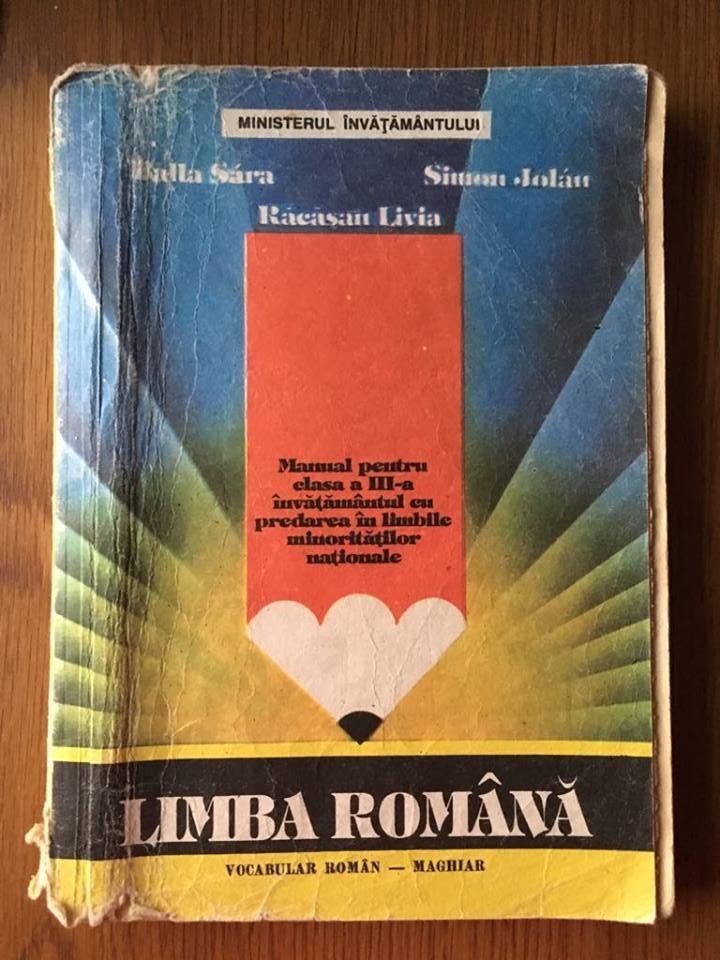 MINISTERUL ÎNVĂȚĂMÂNTULUI
Balla Sára Simon Jolán
Răcășan Livia
Manual pentru
clasa a III-a
învățământul cu
predarea în limbile
minorităților
naționale
LIMBA ROMÂNĂ
VOCABULAR ROMÂN — MAGHIAR